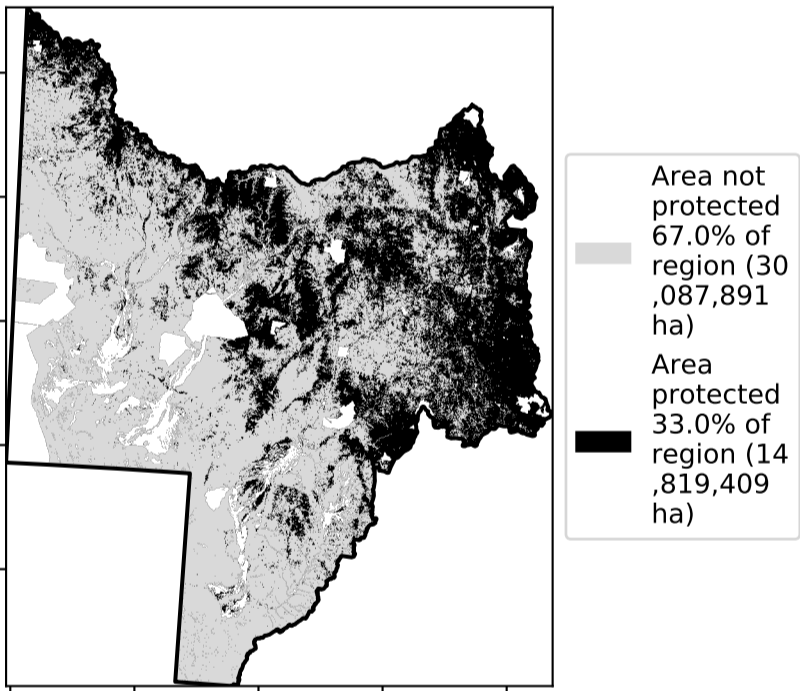 Area not
protected
67.0% of
region (30
,087,891
ha)
Area
protected
33.0% of
region (14
,819,409
ha)